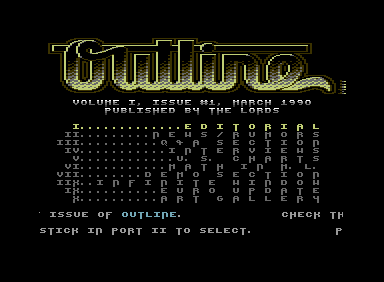 Outline
VOLUME I, ISSUE #1, MARCH 1990
PUBLISHED BY THE LORDS
I............EDITORIAL
II.........NEWS/RUMORS
III........Q&A SECTION
IV..........INTERVIEWS
V..........U.S. CHARTS
VI..........MATH IN M.L.
VII........DEMO SECTION
IIX..INFINITE WINDOW
IX..........EURO UPDATE
X...........ART GALLERY
ISSUE OF OUTLINE. CHECK TH
STICK IN PORT II TO SELECT. P